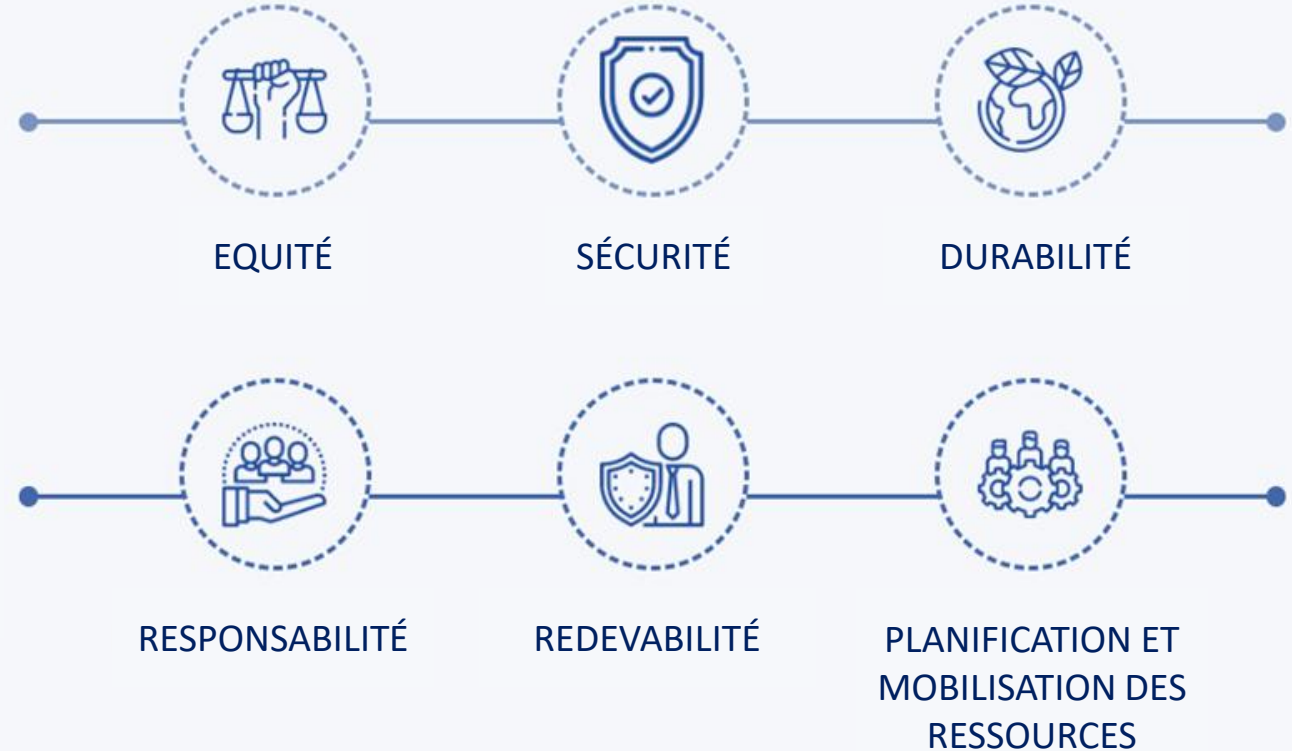 EQUITÉ
SÉCURITÉ
DURABILITÉ
RESPONSABILITÉ
REDEVABILITÉ
PLANIFICATION ET
MOBILISATION DES
RESSOURCES